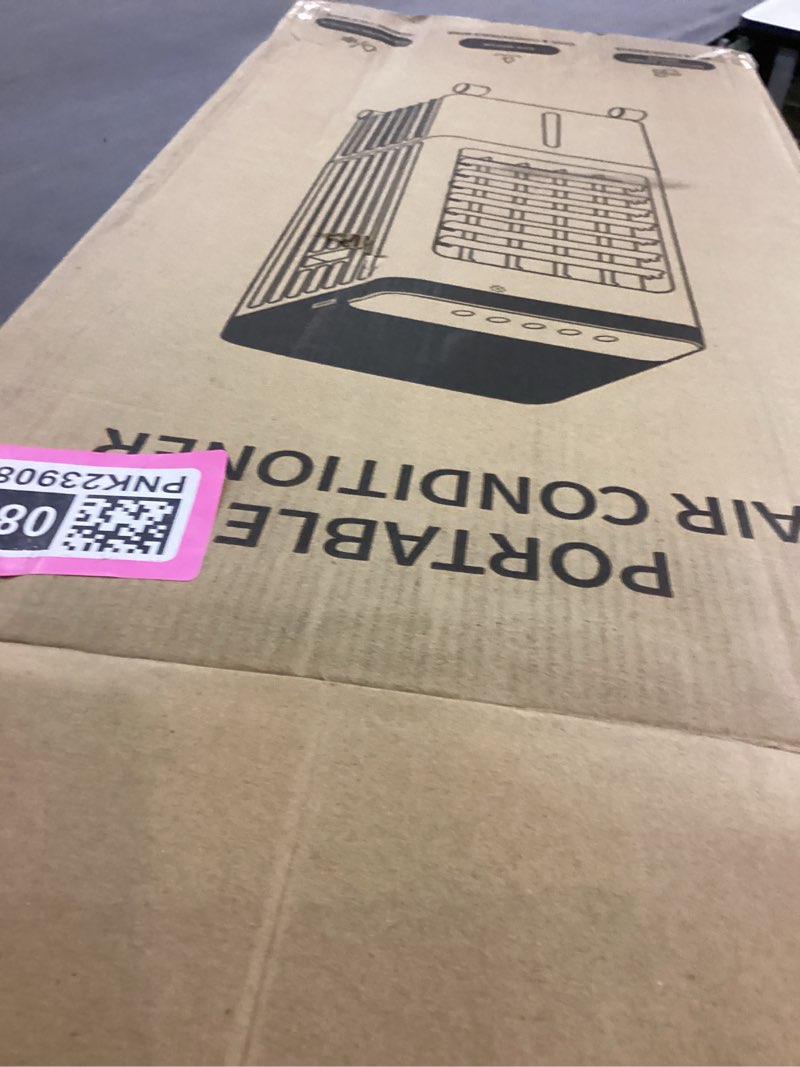 PORTABLE
AIR CONDITIONER
PNK23908
08